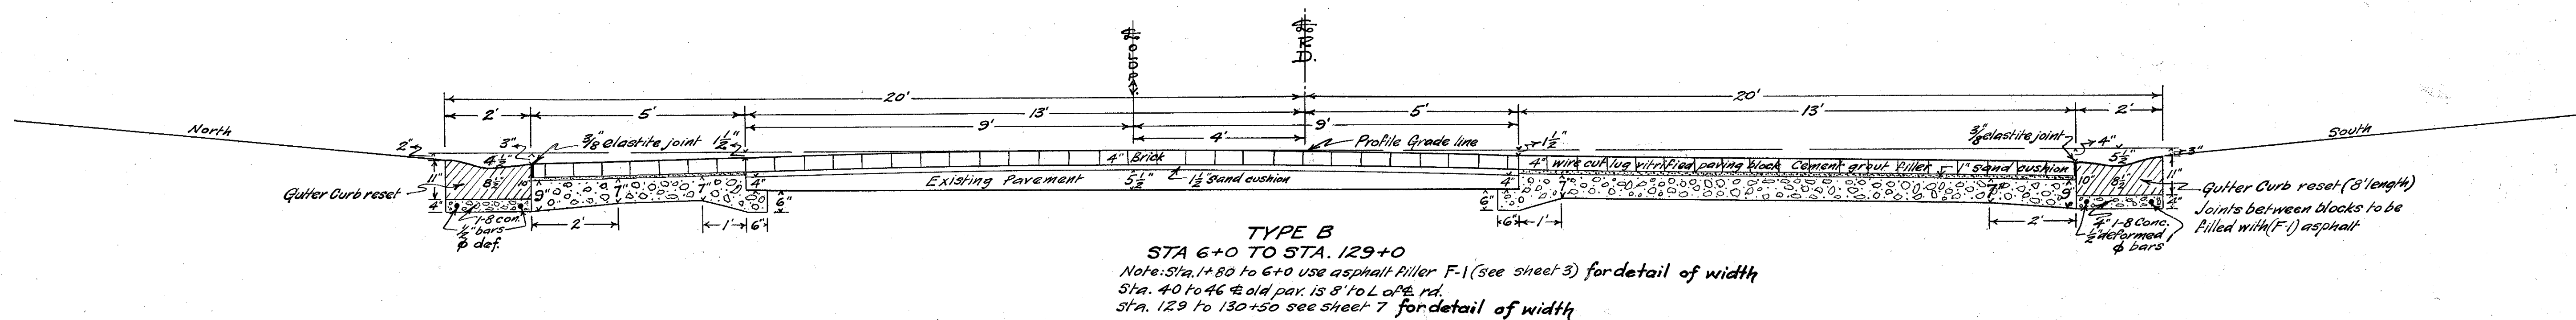 ℄ of old
℄ U.R.
20' 20'
2' 5' 13' 5' 13' 2'
9' 9'
4'
North
South
2" 3" 3/8" elastite joint 1 1/2"
Profile Grade line
1 1/2"
3/8" elastite joint 4"
3"
4 1/2"
5 1/2"
4" Brick
4" wire cut lug vitrified paving block Cement grout filler 1" sand cushion
11" 8 1/2" 10" 9" 7" 7" 4"
Existing Pavement 5 1/2" 1 1/2" Sand cushion
4" 7" 7" 9" 10" 8 1/2" 11"
Gutter Curb reset
Gutter Curb reset (8' length)
4" 6" 6" 4"
Joints between blocks to be
filled with (F-1) asphalt
1-8 con.
1/2" bars
ϕ def.
2' 1' 6" 6" 1' 2'
4" 1-8 Conc.
1/2" deformed
ϕ bars
TYPE B
STA 6+0 TO STA. 129+0
Note: Sta. 1+80 to 6+0 use asphalt filler F-1 (see sheet 3) for detail of width
Sta. 40 to 46 ℄ old pav. is 8' to L of ℄ rd.
sta. 129 to 130+50 see sheet 7 for detail of width